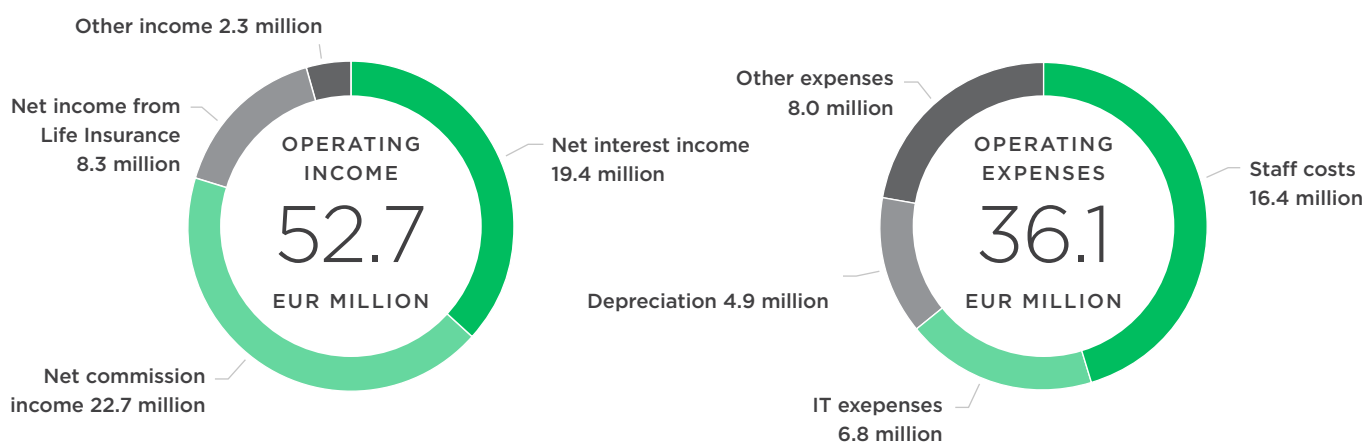 Other income 2.3 million
Net income from
Life Insurance
8.3 million
OPERATING
INCOME
52.7
EUR MILLION
Net interest income
19.4 million
Net commission
income 22.7 million
Other expenses
8.0 million
OPERATING
EXPENSES
36.1
EUR MILLION
Staff costs
16.4 million
Depreciation 4.9 million
IT exepenses
6.8 million